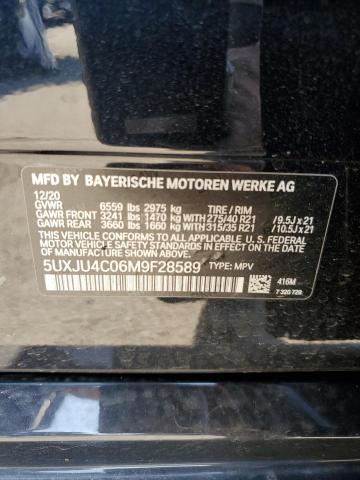 MFD BY BAYERISCHE MOTOREN WERKE AG
12/20
GVWR 6559 lbs 2975 kg TIRE / RIM
GAWR FRT 3241 lbs 1470 kg WITH 275/40 R21 /9.5J x 21
GAWR RR 3660 lbs 1660 kg WITH 315/35 R21 /10.5J x 21
THIS VEHICLE CONFORMS TO ALL APPLICABLE U.S. FEDERAL
MOTOR VEHICLE SAFETY STANDARDS IN EFFECT ON THE DATE
OF MANUFACTURE SHOWN ABOVE.
5UXJU4C06M9F28589 TYPE: MPV
416M
7 320 729